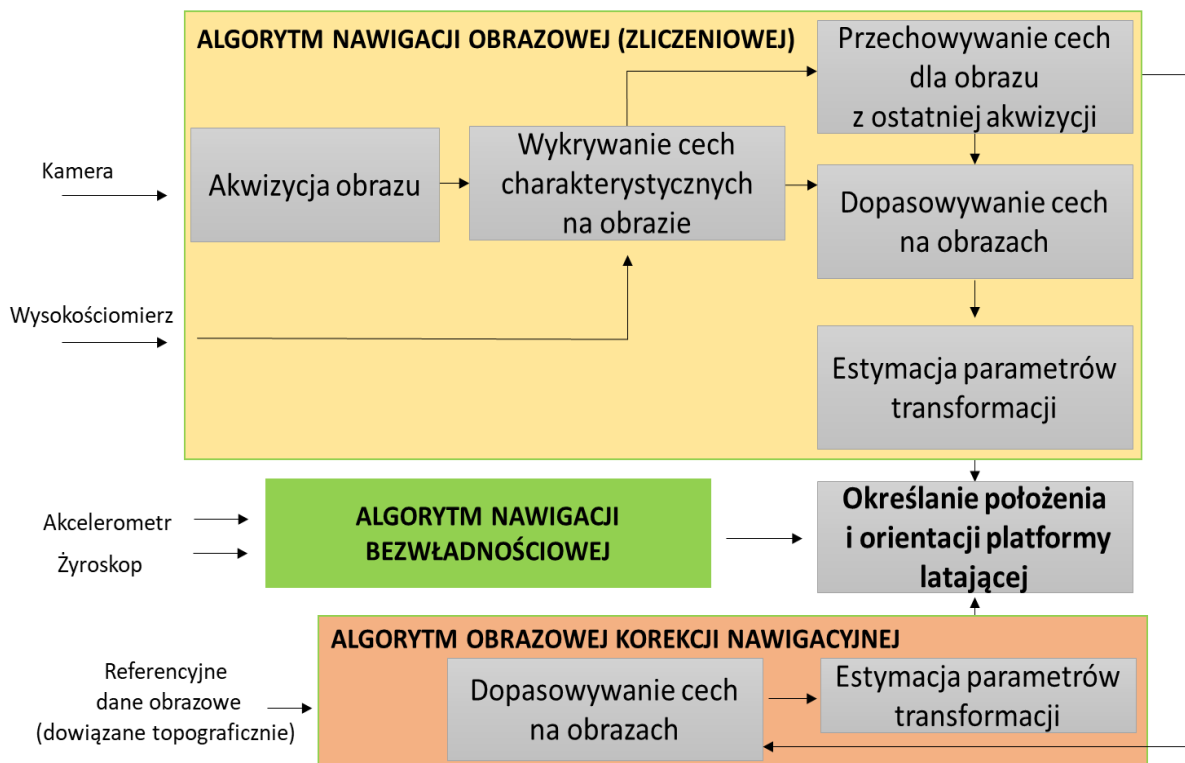 ALGORYTM NAWIGACJI OBRAZOWEJ (ZLICZENIOWEJ)
Przechowywanie cech
dla obrazu
z ostatniej akwizycji
Kamera
Akwizycja obrazu
Wykrywanie cech
charakterystycznych
na obrazie
Dopasowywanie cech
na obrazach
Wysokościomierz
Estymacja parametrów
transformacji
Akcelerometr
Żyroskop
ALGORYTM NAWIGACJI
BEZWŁADNOŚCIOWEJ
Określanie położenia
i orientacji platformy
latającej
ALGORYTM OBRAZOWEJ KOREKCJI NAWIGACYJNEJ
Referencyjne
dane obrazowe
(dowiązane topograficznie)
Dopasowywanie cech
na obrazach
Estymacja parametrów
transformacji